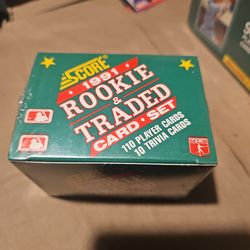 SCORE
1991
ROOKIE
&
TRADED
CARD • SET
110 PLAYER CARDS
10 TRIVIA CARDS